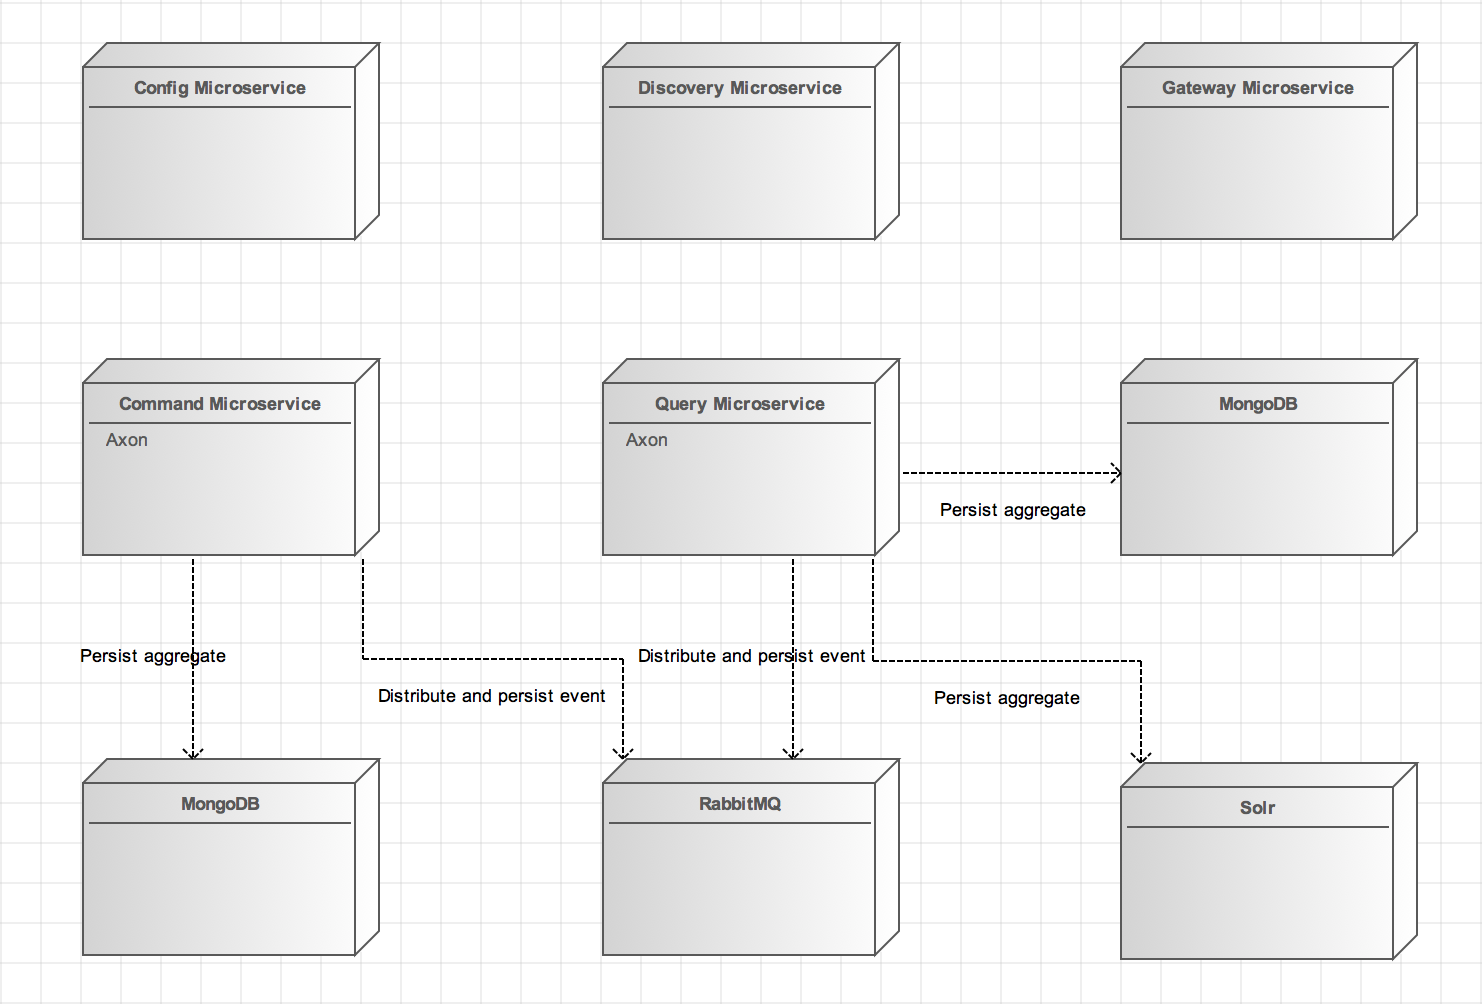 Config Microservice
Discovery Microservice
Gateway Microservice
Command Microservice
Axon
Query Microservice
Axon
MongoDB
Persist aggregate
Persist aggregate
Distribute and persist event
Distribute and persist event
Persist aggregate
MongoDB
RabbitMQ
Solr